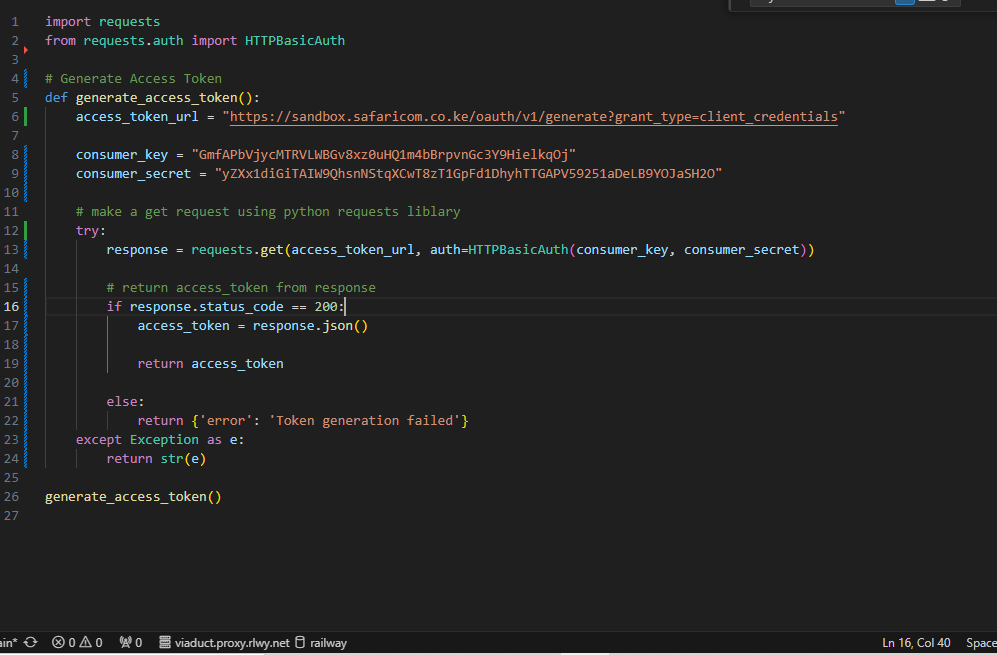 1 import requests
2 from requests.auth import HTTPBasicAuth
3
4 # Generate Access Token
5 def generate_access_token():
6     access_token_url = "https://sandbox.safaricom.co.ke/oauth/v1/generate?grant_type=client_credentials"
7
8     consumer_key = "GmfAPbVjycMTRVLWBGv8xz0uHQ1m4bBrpvnGc3Y9HielkqOj"
9     consumer_secret = "yZXx1diGiTAIW9QhsnNStqXCwT8zT1GpFd1DhyhTTGAPV59251aDeLB9YOJaSH2O"
10
11     # make a get request using python requests liblary
12     try:
13         response = requests.get(access_token_url, auth=HTTPBasicAuth(consumer_key, consumer_secret))
14
15         # return access_token from response
16         if response.status_code == 200:
17             access_token = response.json()
18
19             return access_token
20
21         else:
22             return {'error': 'Token generation failed'}
23     except Exception as e:
24         return str(e)
25
26 generate_access_token()
27
0 0 0 viaduct.proxy.rlwy.net railway Ln 16, Col 40